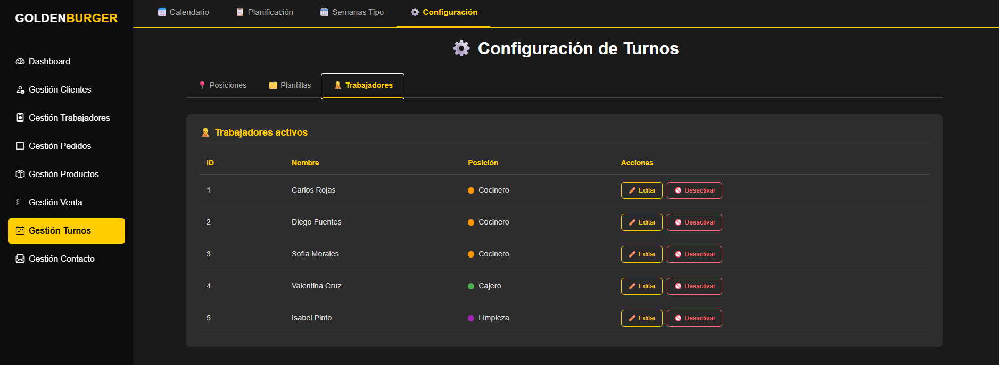 GOLDENBURGER
Calendario
Planificación
Semanas Tipo
Configuración
Dashboard
Gestión Clientes
Gestión Trabajadores
Gestión Pedidos
Gestión Productos
Gestión Venta
Gestión Turnos
Gestión Contacto
Configuración de Turnos
Posiciones
Plantillas
Trabajadores
Trabajadores activos
ID Nombre Posición Acciones
1 Carlos Rojas Cocinero Editar Desactivar
2 Diego Fuentes Cocinero Editar Desactivar
3 Sofía Morales Cocinero Editar Desactivar
4 Valentina Cruz Cajero Editar Desactivar
5 Isabel Pinto Limpieza Editar Desactivar